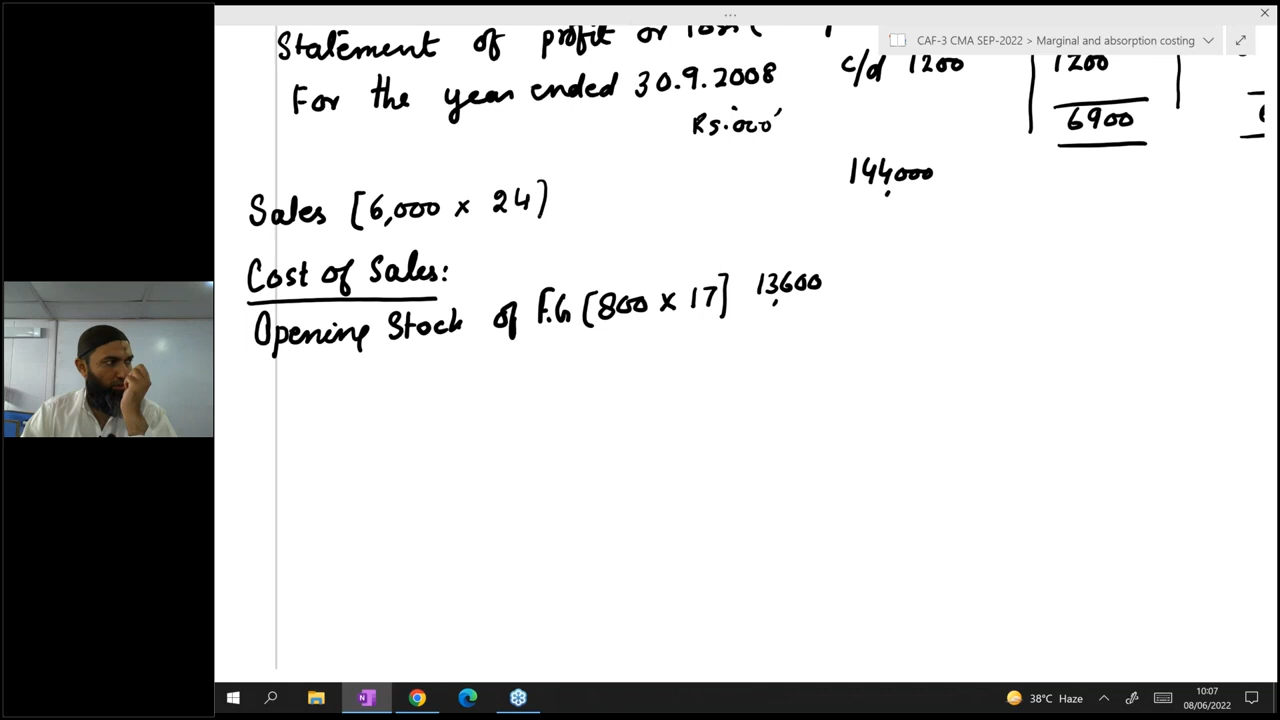 CAF-3 CMA SEP-2022 > Marginal and absorption costing
Statement of profit or loss (
For the year ended 30.9.2008
Rs.'000'
c/d 1200
1200
6900
144,000
Sales [6,000 x 24]
Cost of Sales:
Opening Stock of F.G [800 x 17] 13,600
38°C Haze
10:07
08/06/2022